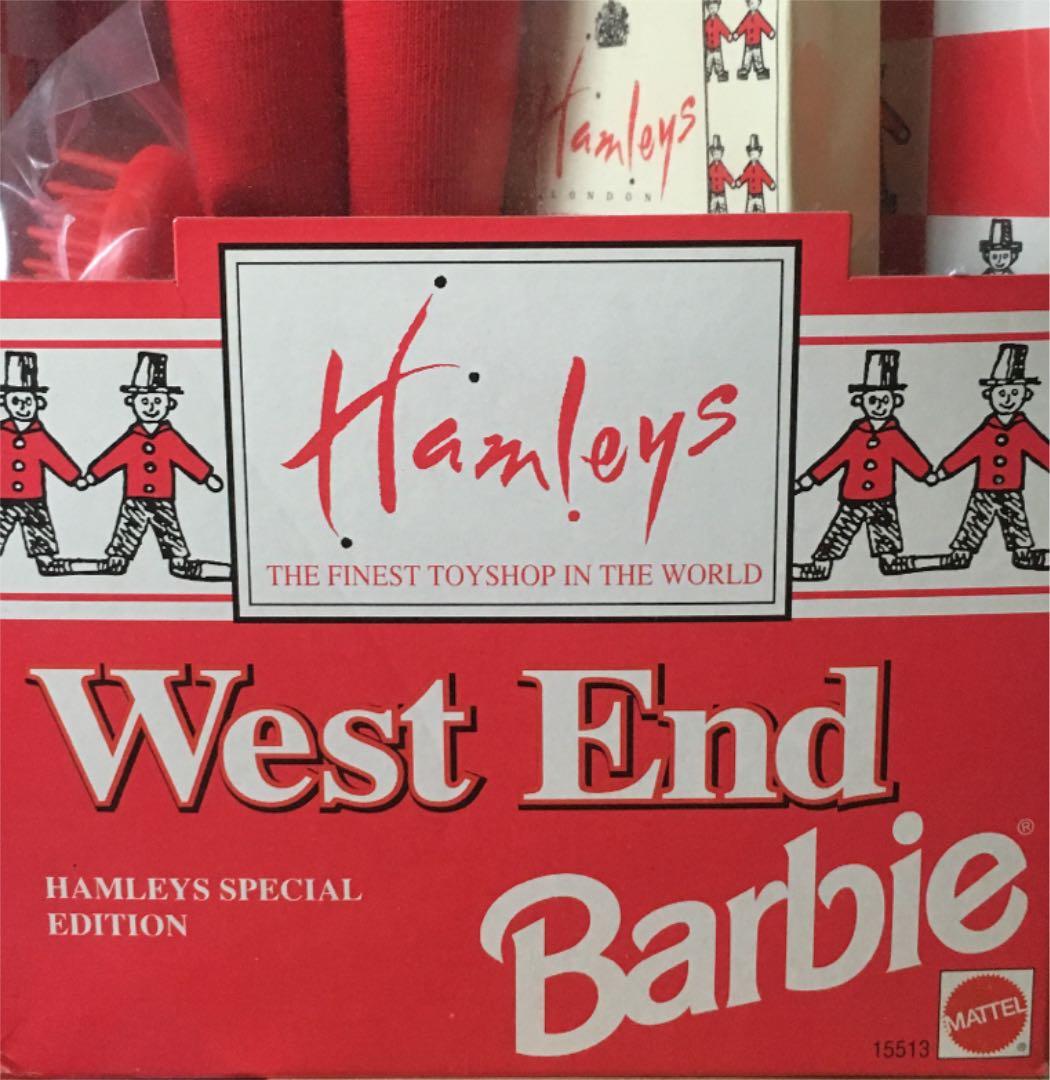 Hamleys
LONDON
Hamleys
THE FINEST TOYSHOP IN THE WORLD
West End
Barbie®
HAMLEYS SPECIAL
EDITION
MATTEL
15513